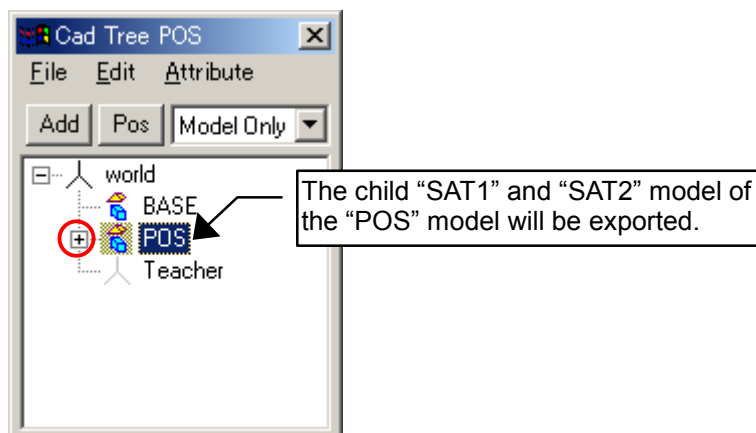 Cad Tree POS
File Edit Attribute
Add Pos Model Only
world
BASE
POS
Teacher
The child “SAT1” and “SAT2” model of
the “POS” model will be exported.